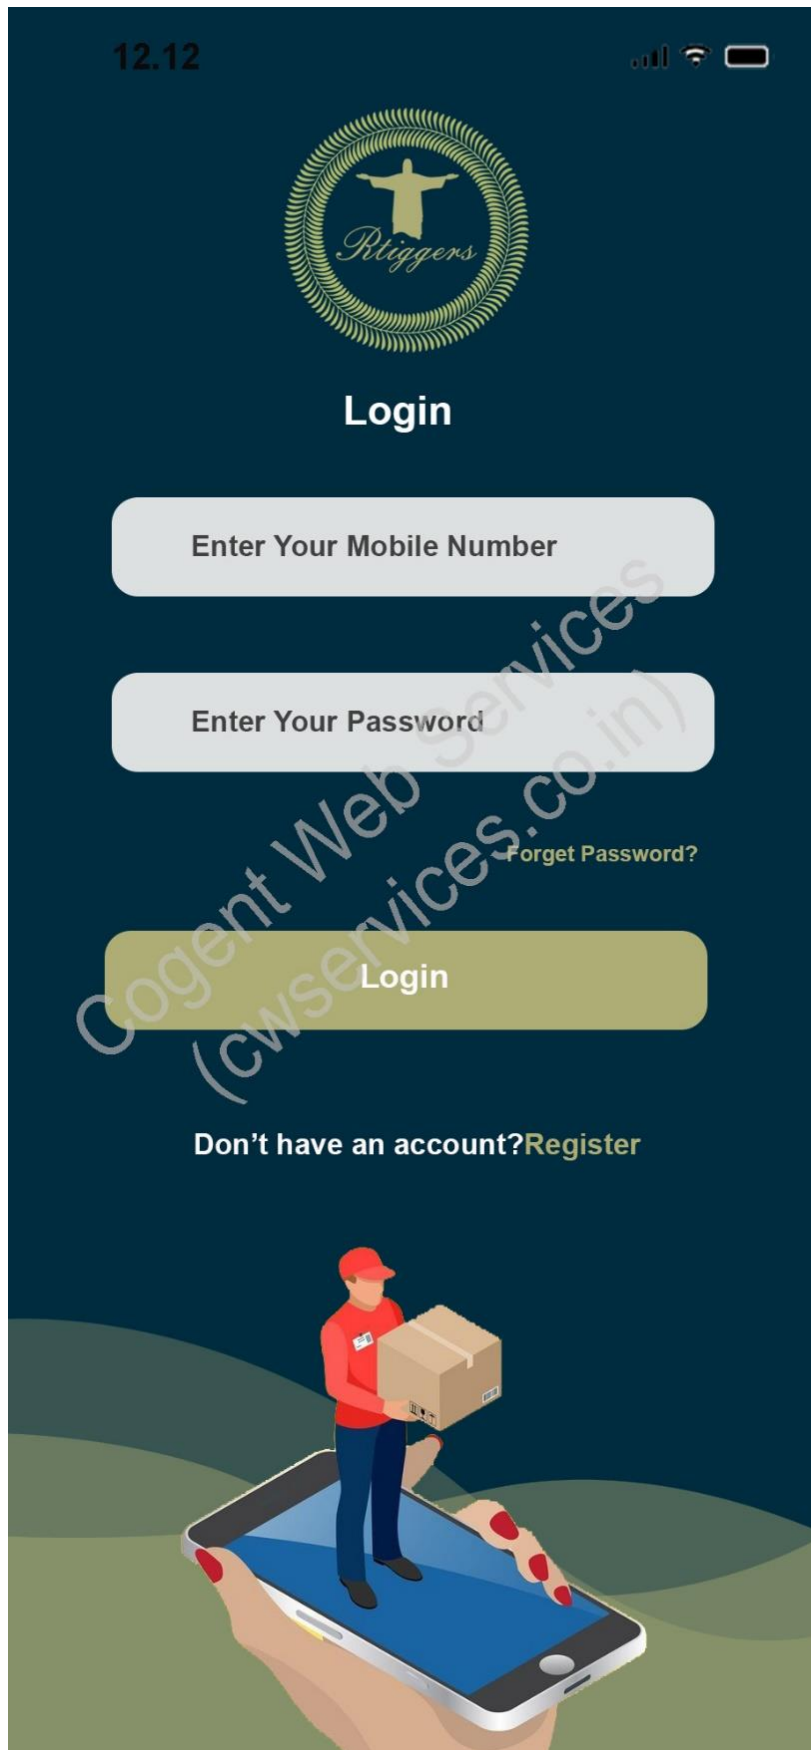 12.12
Rtiggers
Login
Enter Your Mobile Number
Enter Your Password
Forget Password?
Login
Don’t have an account?Register
Cogent Web Services
(cwservices.co.in)